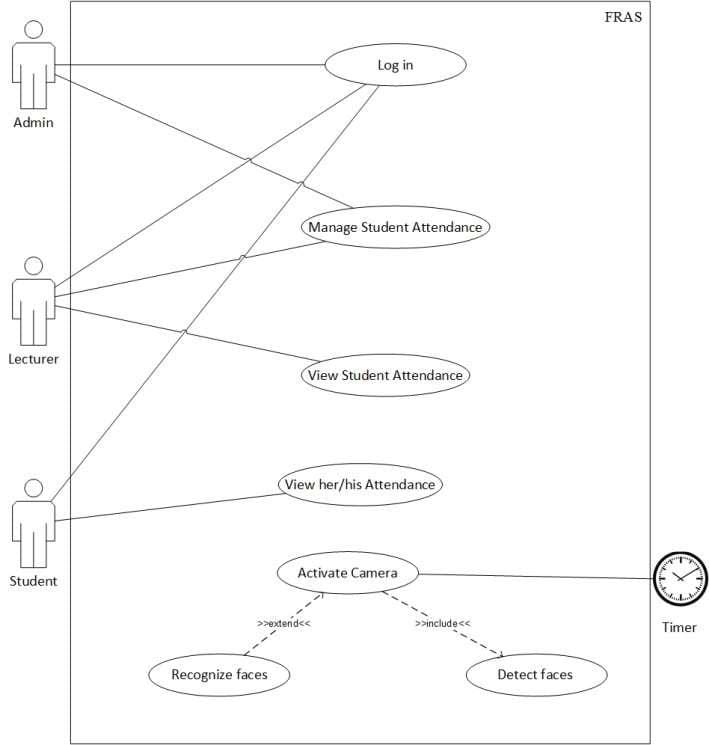 FRAS
Log in
Admin
Manage Student Attendance
Lecturer
View Student Attendance
View her/his Attendance
Student
Activate Camera
Timer
>>extend<<
>>include<<
Recognize faces
Detect faces